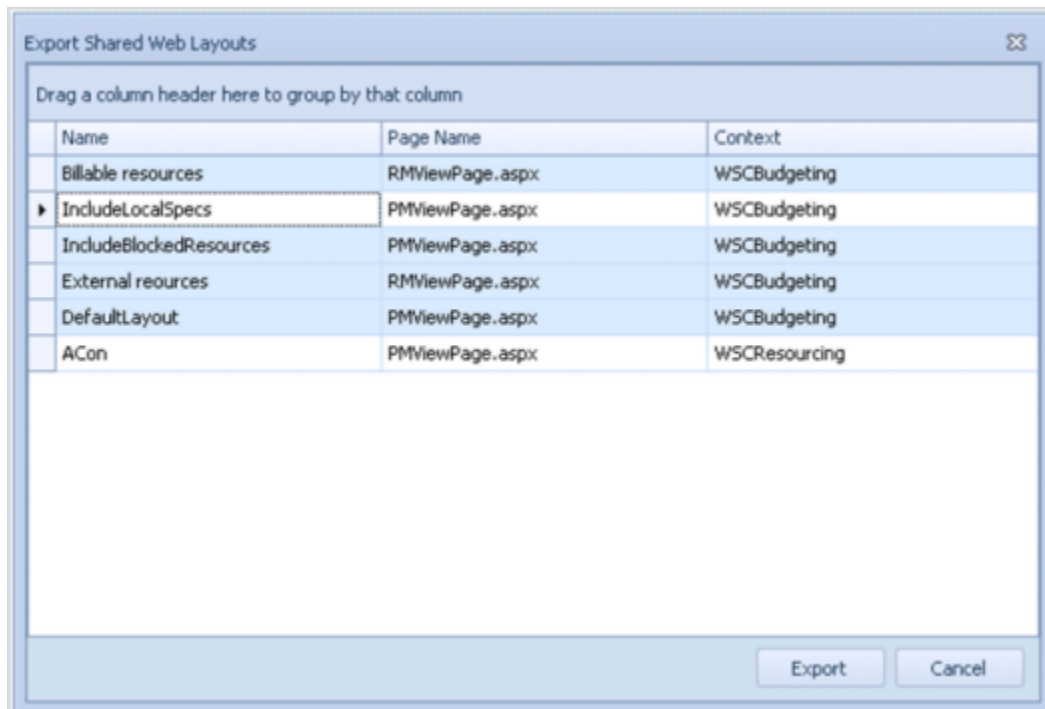 Export Shared Web Layouts
Drag a column header here to group by that column
Name Page Name Context
Billable resources RMViewPage.aspx WSCBudgeting
IncludeLocalSpecs PMViewPage.aspx WSCBudgeting
IncludeBlockedResources PMViewPage.aspx WSCBudgeting
External reources RMViewPage.aspx WSCBudgeting
DefaultLayout PMViewPage.aspx WSCBudgeting
ACon PMViewPage.aspx WSCResourcing
Export Cancel